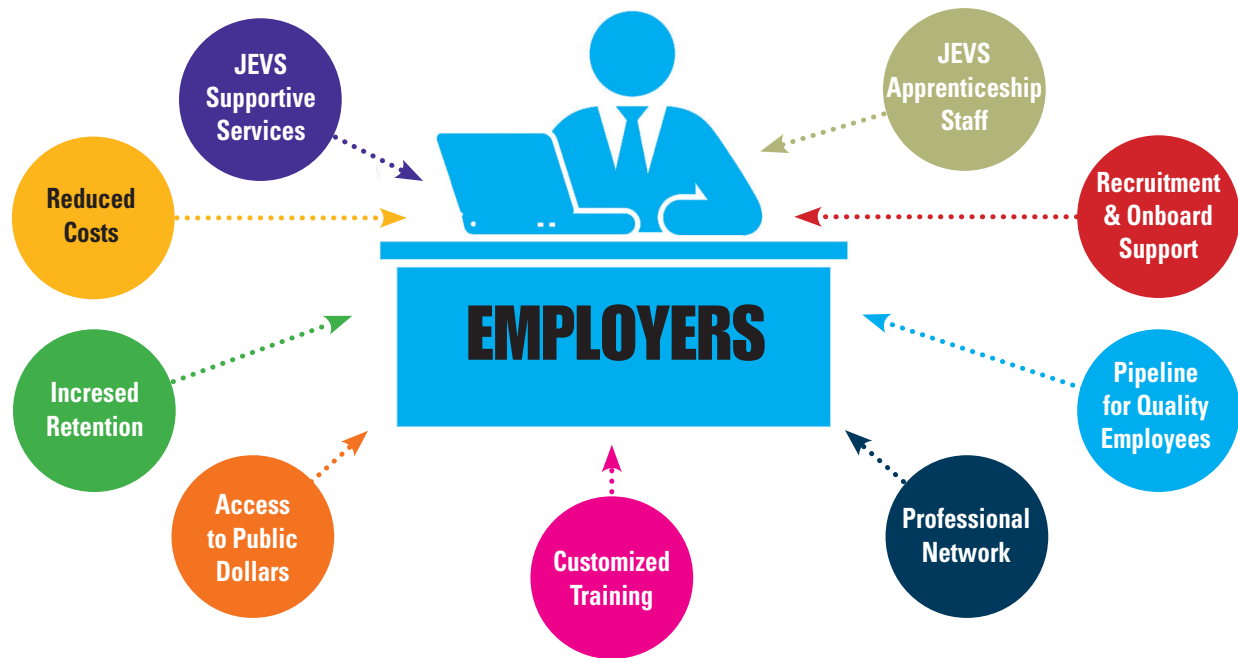 JEVS
Supportive
Services
JEVS
Apprenticeship
Staff
Reduced
Costs
Recruitment
& Onboard
Support
EMPLOYERS
Incresed
Retention
Pipeline
for Quality
Employees
Access
to Public
Dollars
Customized
Training
Professional
Network